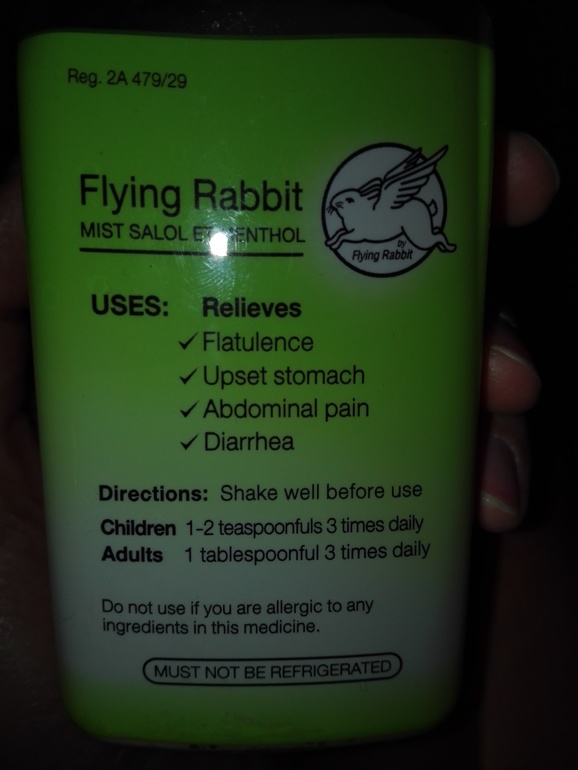 Reg. 2A 479/29
Flying Rabbit
MIST SALOL ET MENTHOL
by
Flying Rabbit
USES: Relieves
✓ Flatulence
✓ Upset stomach
✓ Abdominal pain
✓ Diarrhea
Directions: Shake well before use
Children 1-2 teaspoonfuls 3 times daily
Adults 1 tablespoonful 3 times daily
Do not use if you are allergic to any
ingredients in this medicine.
MUST NOT BE REFRIGERATED